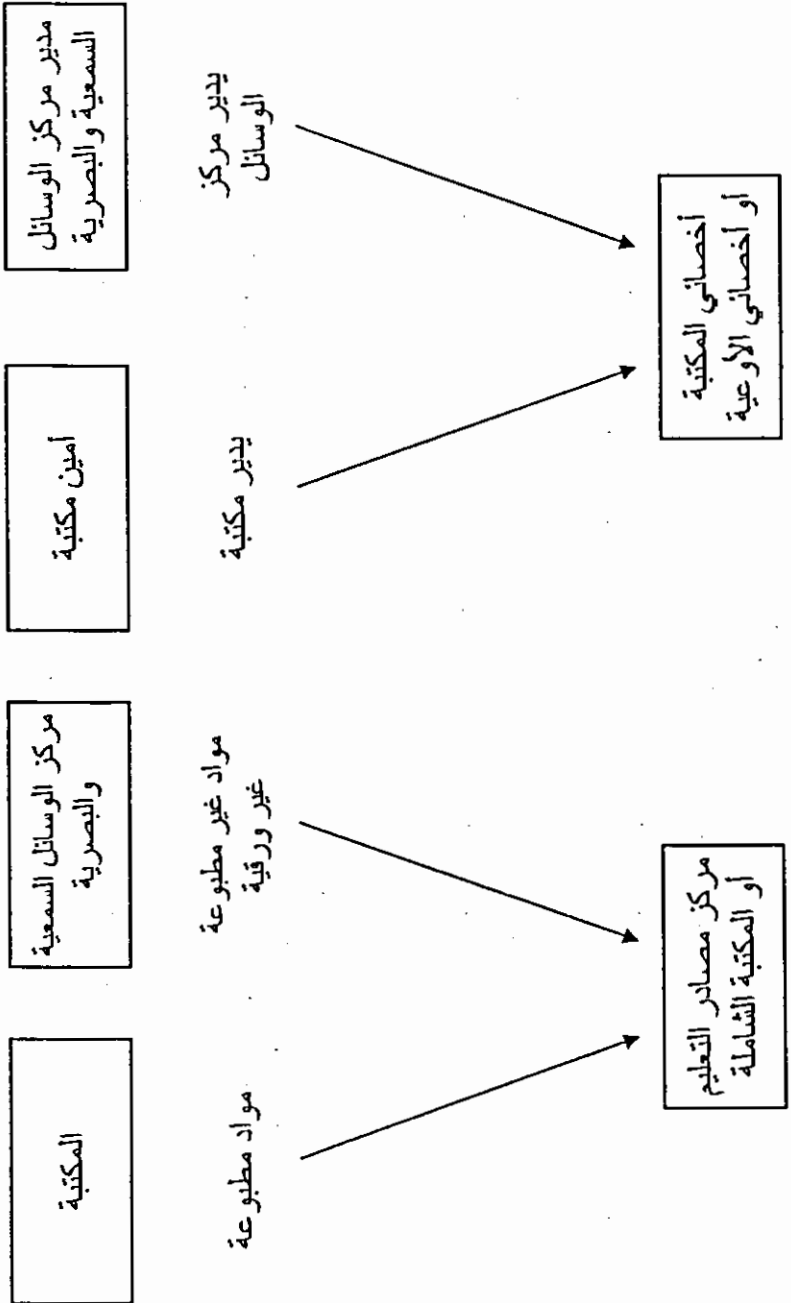 مدير مركز الوسائل
السمعية والبصرية
أمين مكتبة
مركز الوسائل السمعية
والبصرية
المكتبة
يدير مركز
الوسائل
يدير مكتبة
مواد غير مطبوعة
غير ورقية
مواد مطبوعة
أخصائي المكتبة
أو أخصائي الأوعية
مركز مصادر التعليم
أو المكتبة الشاملة